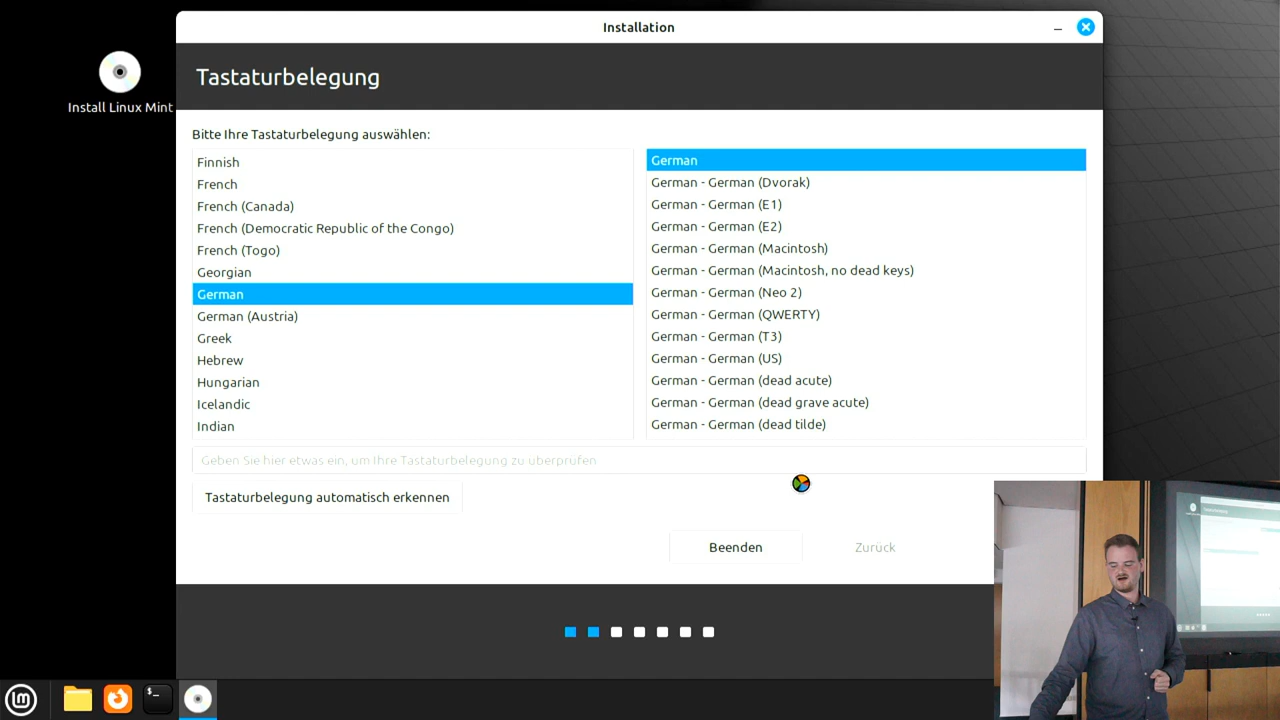 Installation
Tastaturbelegung
Install Linux Mint
Bitte Ihre Tastaturbelegung auswählen:
Finnish
French
French (Canada)
French (Democratic Republic of the Congo)
French (Togo)
Georgian
German
German (Austria)
Greek
Hebrew
Hungarian
Icelandic
Indian
German
German - German (Dvorak)
German - German (E1)
German - German (E2)
German - German (Macintosh)
German - German (Macintosh, no dead keys)
German - German (Neo 2)
German - German (QWERTY)
German - German (T3)
German - German (US)
German - German (dead acute)
German - German (dead grave acute)
German - German (dead tilde)
Geben Sie hier etwas ein, um Ihre Tastaturbelegung zu überprüfen
Tastaturbelegung automatisch erkennen
Beenden
Zurück
$_